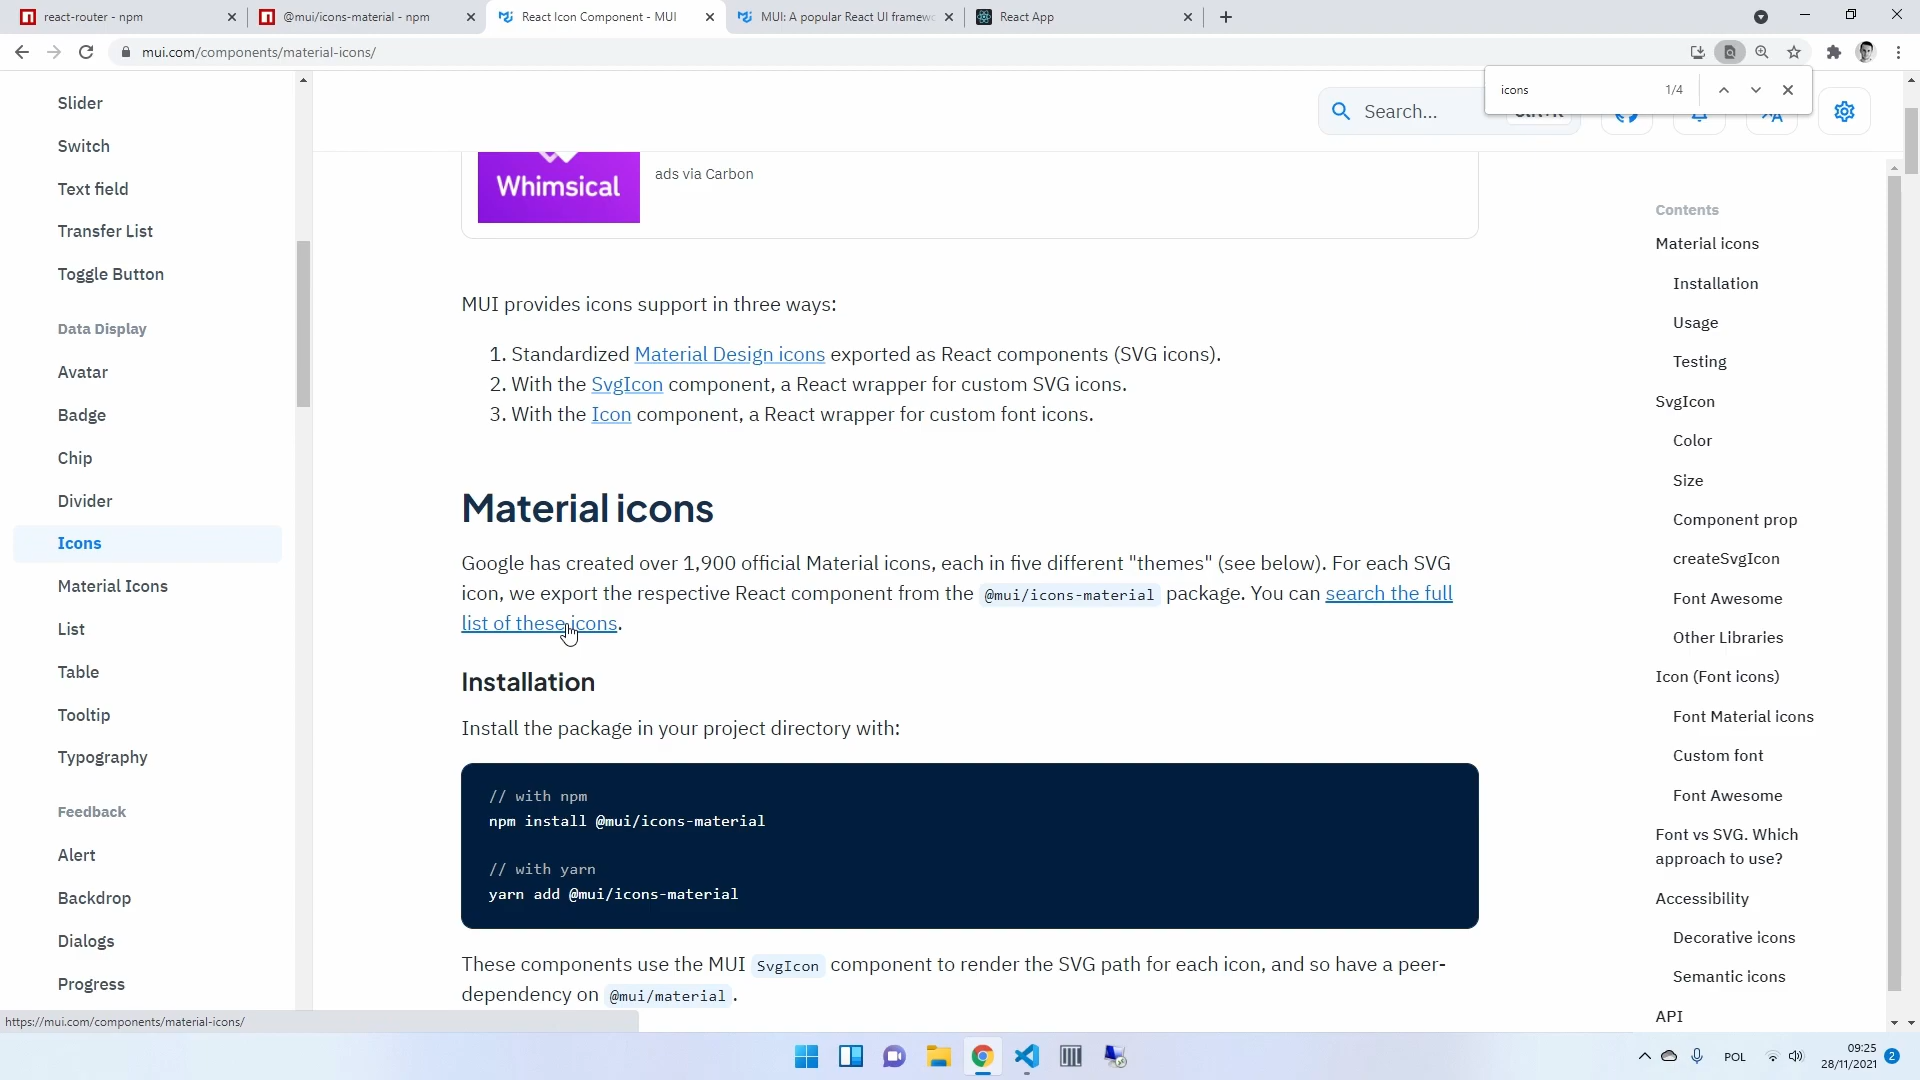 react-router - npm
@mui/icons-material - npm
React Icon Component - MUI
MUI: A popular React UI framewo
React App
mui.com/components/material-icons/
icons
1/4
Search...
Slider
Switch
Text field
Transfer List
Toggle Button
Data Display
Avatar
Badge
Chip
Divider
Icons
Material Icons
List
Table
Tooltip
Typography
Feedback
Alert
Backdrop
Dialogs
Progress
Whimsical
ads via Carbon
MUI provides icons support in three ways:
1. Standardized Material Design icons exported as React components (SVG icons).
2. With the SvgIcon component, a React wrapper for custom SVG icons.
3. With the Icon component, a React wrapper for custom font icons.
Material icons
Google has created over 1,900 official Material icons, each in five different "themes" (see below). For each SVG
icon, we export the respective React component from the @mui/icons-material package. You can search the full
list of these icons.
Installation
Install the package in your project directory with:
// with npm
npm install @mui/icons-material
// with yarn
yarn add @mui/icons-material
These components use the MUI SvgIcon component to render the SVG path for each icon, and so have a peer-
dependency on @mui/material.
Contents
Material icons
Installation
Usage
Testing
SvgIcon
Color
Size
Component prop
createSvgIcon
Font Awesome
Other Libraries
Icon (Font icons)
Font Material icons
Custom font
Font Awesome
Font vs SVG. Which
approach to use?
Accessibility
Decorative icons
Semantic icons
API
https://mui.com/components/material-icons/
POL
09:25
28/11/2021
2